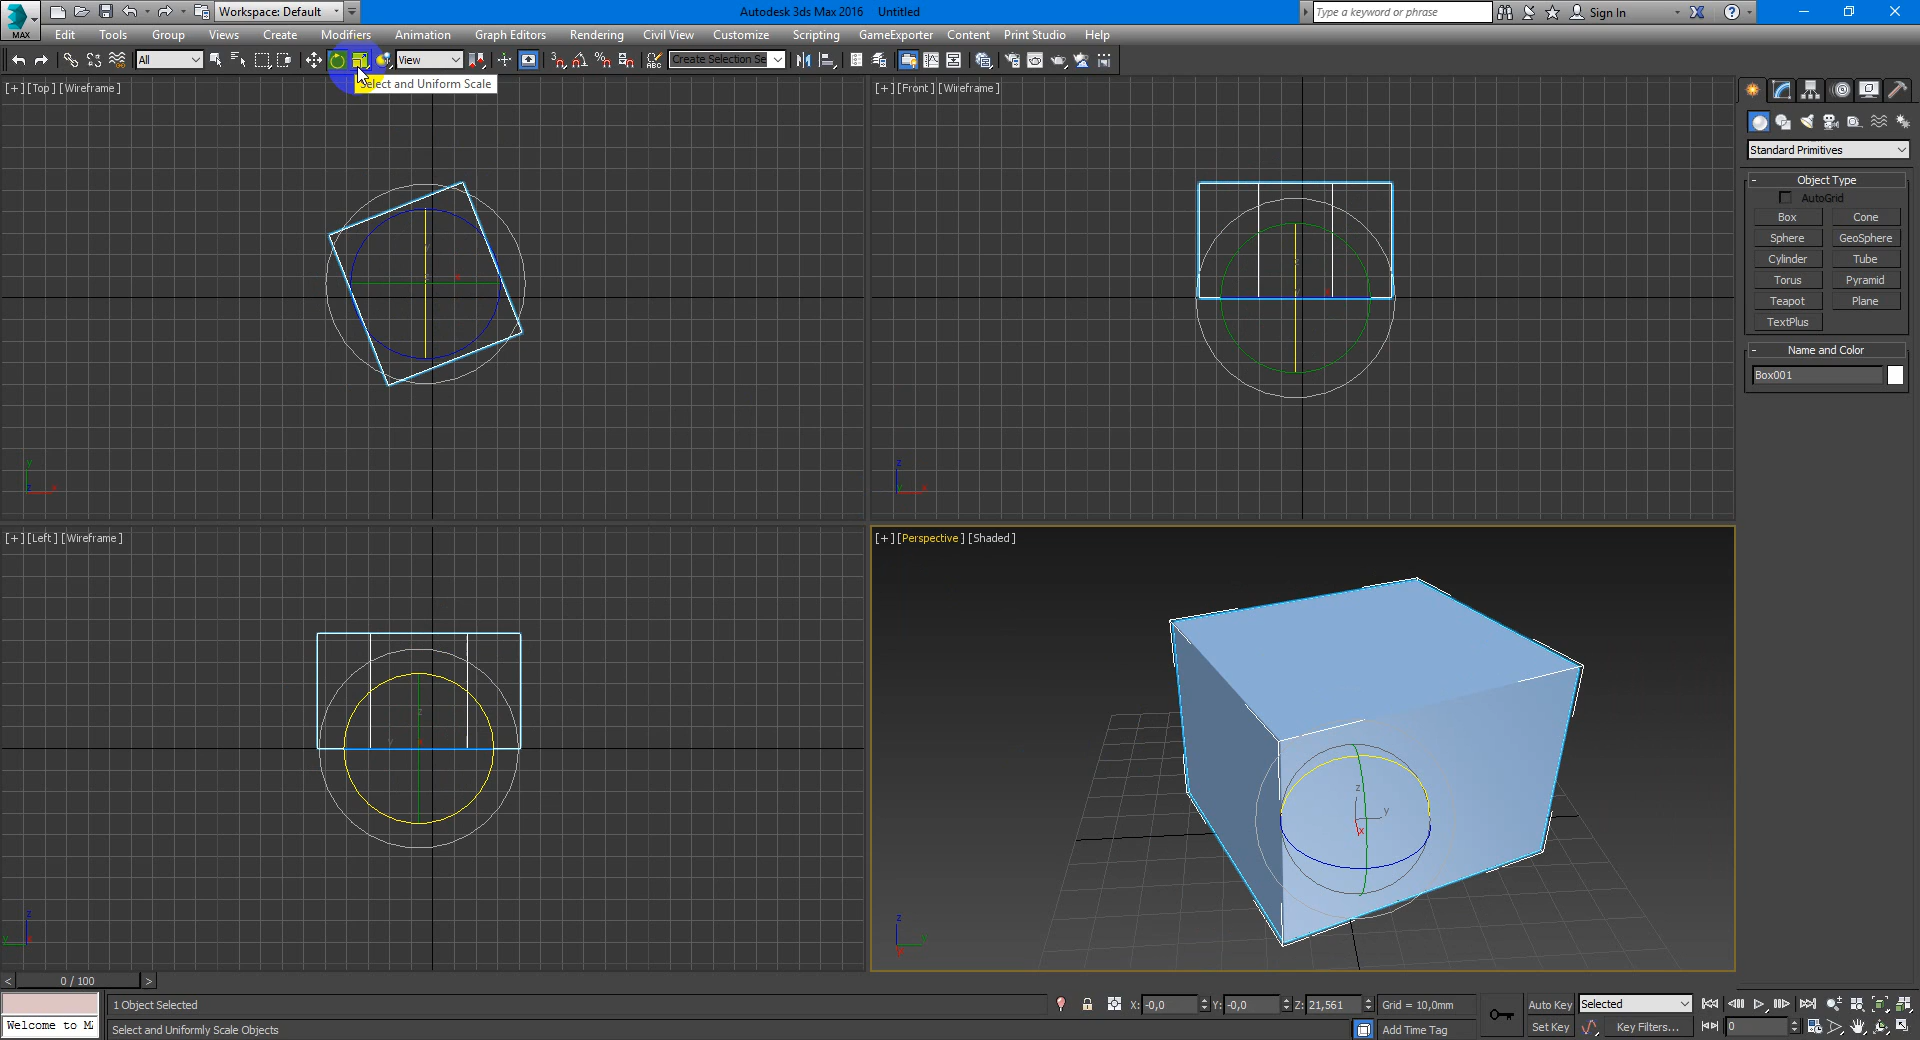 Workspace: Default
Autodesk 3ds Max 2016 Untitled
Type a keyword or phrase
Sign In
MAX
Edit Tools Group Views Create Modifiers Animation Graph Editors Rendering Civil View Customize Scripting GameExporter Content Print Studio Help
All
View
Create Selection Se
Select and Uniform Scale
[+] [Top] [Wireframe]
[+] [Front] [Wireframe]
Standard Primitives
- Object Type
AutoGrid
Box Cone
Sphere GeoSphere
Cylinder Tube
Torus Pyramid
Teapot Plane
TextPlus
- Name and Color
Box001
[+] [Left] [Wireframe]
[+] [Perspective] [Shaded]
< 0 / 100 >
1 Object Selected
X: -0,0 Y: -0,0 Z: 21,561 Grid = 10,0mm
Auto Key Selected
Welcome to M
Select and Uniformly Scale Objects
Add Time Tag
Set Key Key Filters... 0